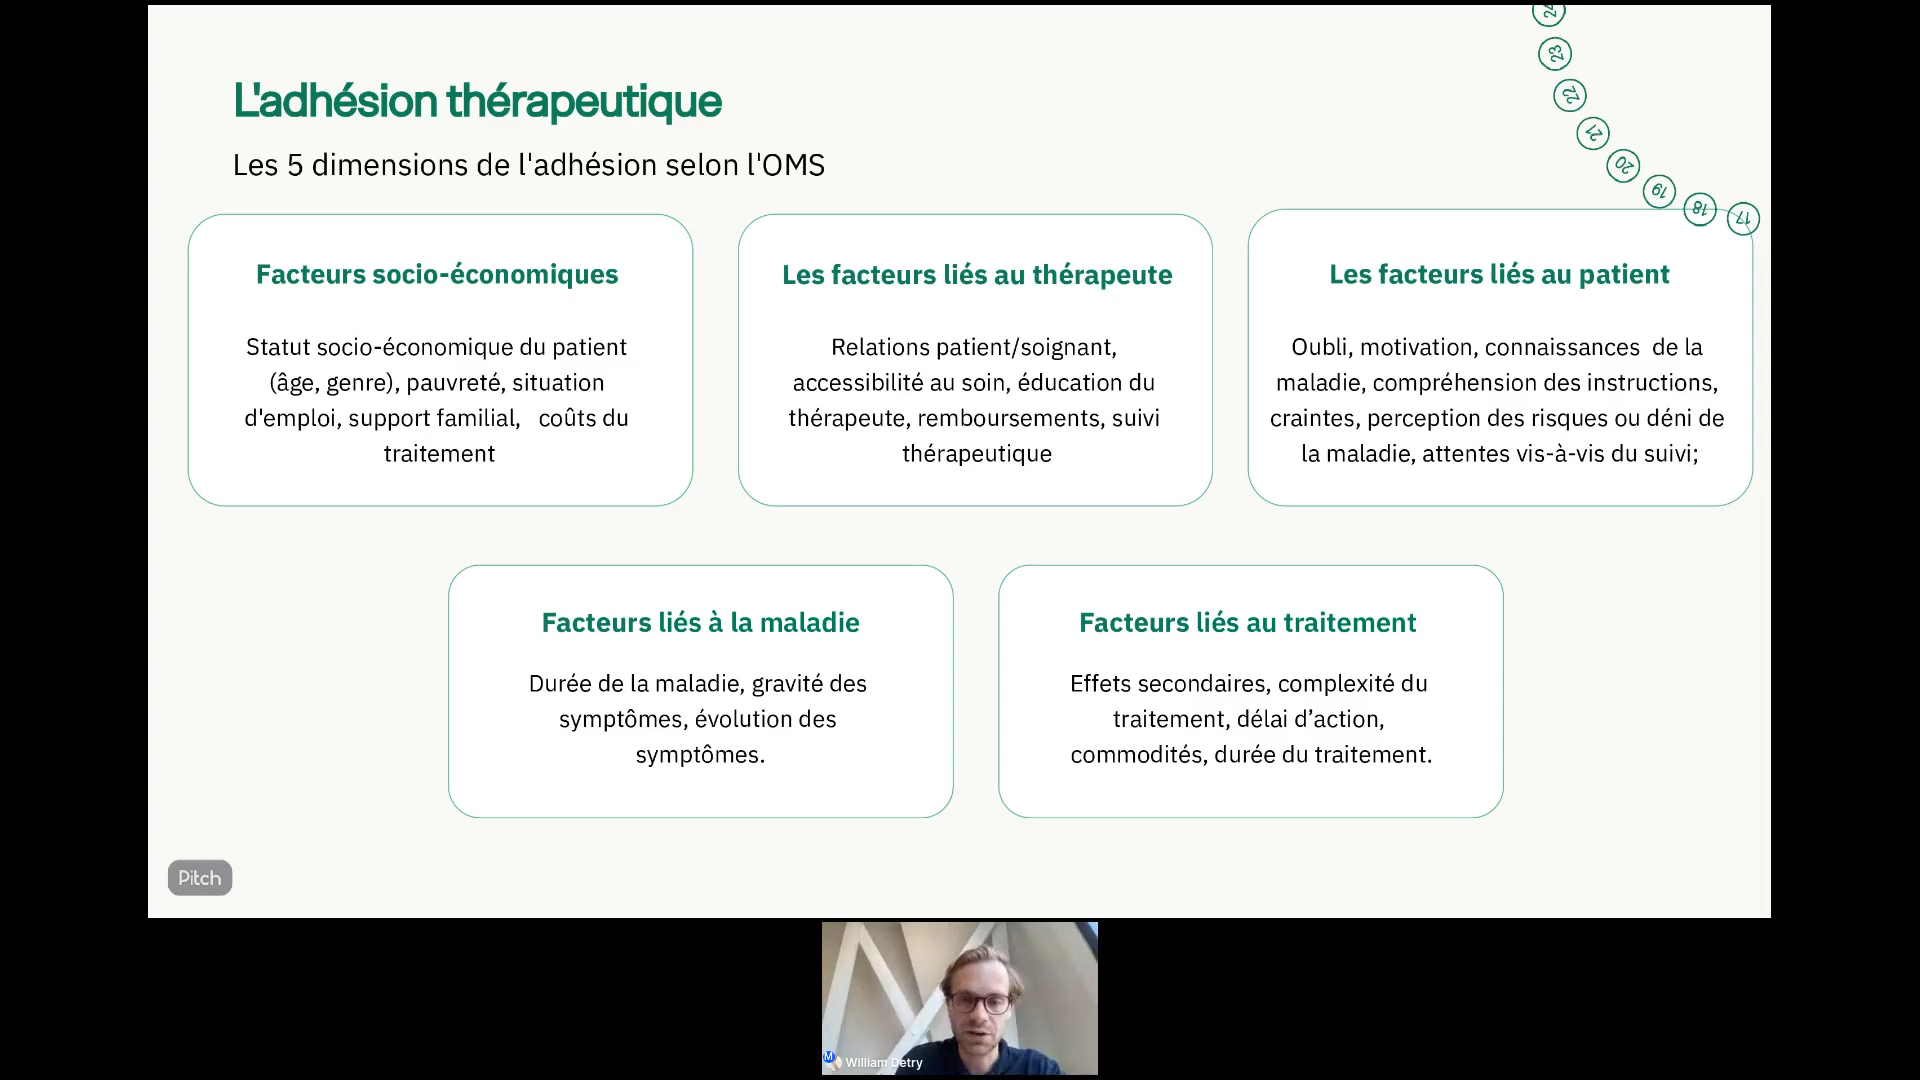 24
23
22
21
20
19
18
17
L'adhésion thérapeutique
Les 5 dimensions de l'adhésion selon l'OMS
Facteurs socio-économiques
Statut socio-économique du patient
(âge, genre), pauvreté, situation
d'emploi, support familial, coûts du
traitement
Les facteurs liés au thérapeute
Relations patient/soignant,
accessibilité au soin, éducation du
thérapeute, remboursements, suivi
thérapeutique
Les facteurs liés au patient
Oubli, motivation, connaissances de la
maladie, compréhension des instructions,
craintes, perception des risques ou déni de
la maladie, attentes vis-à-vis du suivi;
Facteurs liés à la maladie
Durée de la maladie, gravité des
symptômes, évolution des
symptômes.
Facteurs liés au traitement
Effets secondaires, complexité du
traitement, délai d’action,
commodités, durée du traitement.
Pitch
M
William Detry